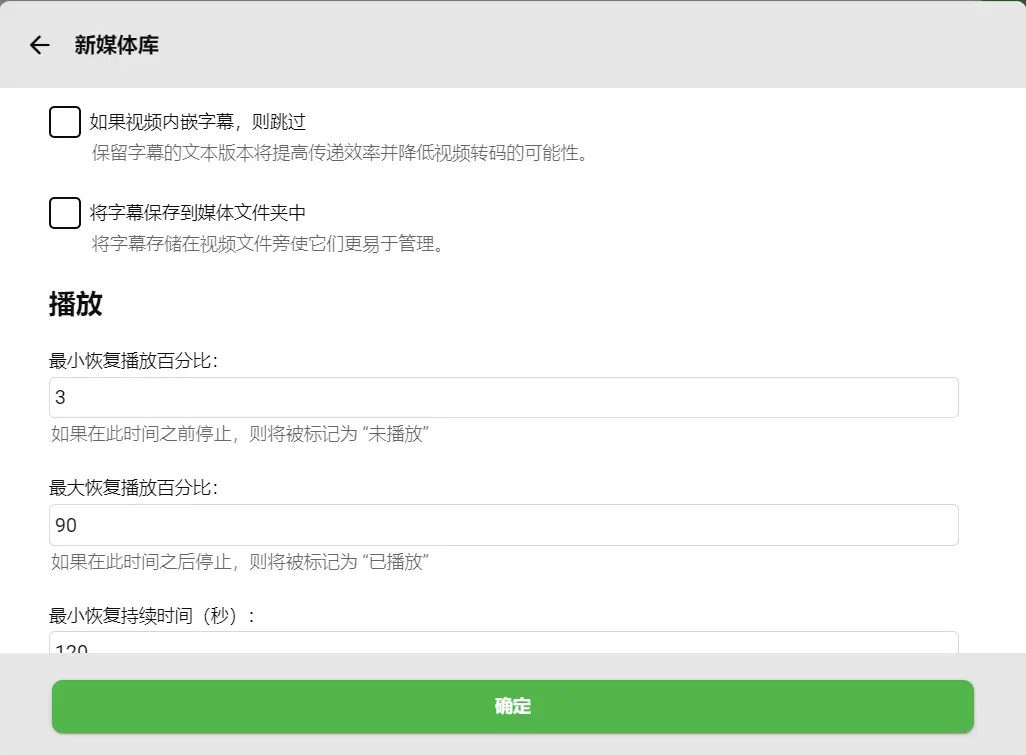 新媒体库
如果视频内嵌字幕，则跳过
保留字幕的文本版本将提高传递效率并降低视频转码的可能性。
将字幕保存到媒体文件夹中
将字幕存储在视频文件旁使它们更易于管理。
播放
最小恢复播放百分比：
3
如果在此时间之前停止，则将被标记为 “未播放”
最大恢复播放百分比：
90
如果在此时间之后停止，则将被标记为 “已播放”
最小恢复持续时间（秒）：
120
确定